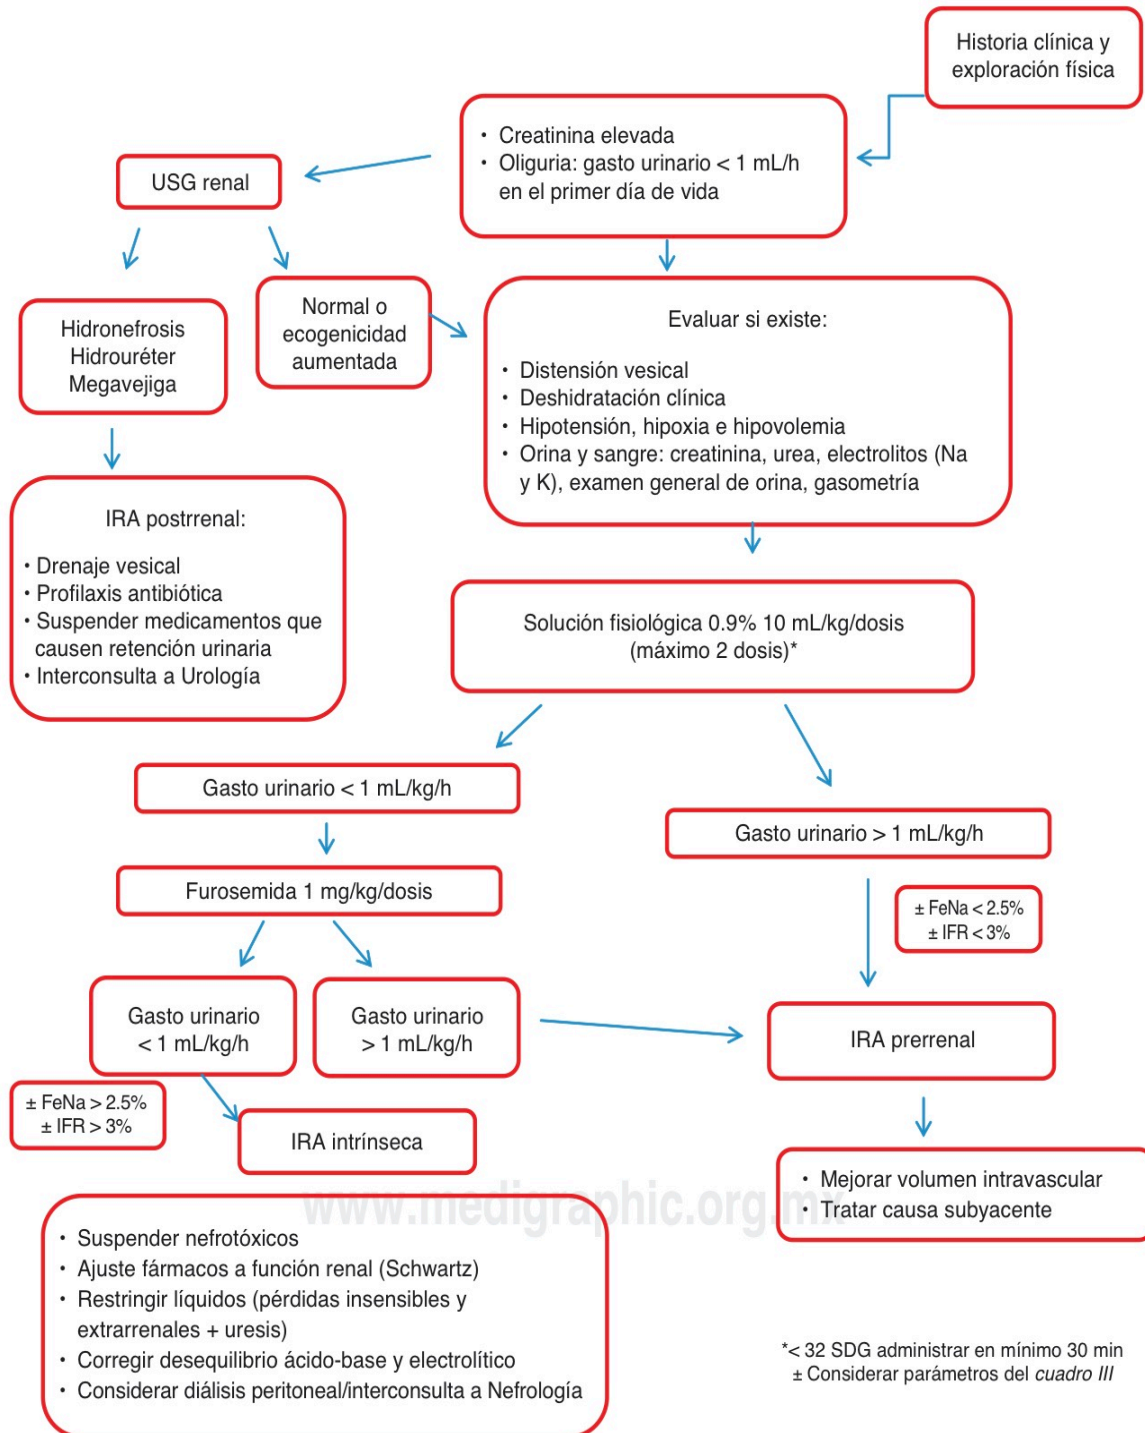 Historia clínica y
exploración física
• Creatinina elevada
• Oliguria: gasto urinario < 1 mL/h
en el primer día de vida
USG renal
Hidronefrosis
Hidrouréter
Megavejiga
Normal o
ecogenicidad
aumentada
Evaluar si existe:
• Distensión vesical
• Deshidratación clínica
• Hipotensión, hipoxia e hipovolemia
• Orina y sangre: creatinina, urea, electrolitos (Na
y K), examen general de orina, gasometría
IRA postrrenal:
• Drenaje vesical
• Profilaxis antibiótica
• Suspender medicamentos que
causen retención urinaria
• Interconsulta a Urología
Solución fisiológica 0.9% 10 mL/kg/dosis
(máximo 2 dosis)*
Gasto urinario < 1 mL/kg/h
Gasto urinario > 1 mL/kg/h
Furosemida 1 mg/kg/dosis
± FeNa < 2.5%
± IFR < 3%
Gasto urinario
< 1 mL/kg/h
Gasto urinario
> 1 mL/kg/h
IRA prerrenal
± FeNa > 2.5%
± IFR > 3%
IRA intrínseca
• Mejorar volumen intravascular
• Tratar causa subyacente
www.medigraphic.org.mx
• Suspender nefrotóxicos
• Ajuste fármacos a función renal (Schwartz)
• Restringir líquidos (pérdidas insensibles y
extrarrenales + uresis)
• Corregir desequilibrio ácido-base y electrolítico
• Considerar diálisis peritoneal/interconsulta a Nefrología
*< 32 SDG administrar en mínimo 30 min
± Considerar parámetros del cuadro III